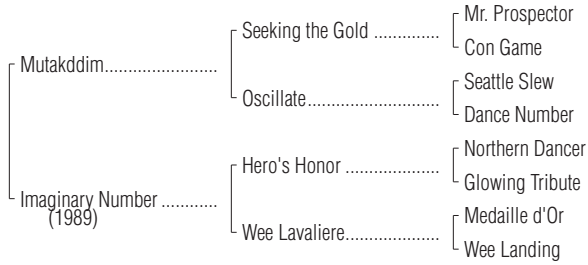 Mr. Prospector
Seeking the Gold ..............
Con Game
Mutakddim........................
Seattle Slew
Oscillate............................
Dance Number
Northern Dancer
Hero's Honor ....................
Glowing Tribute
Imaginary Number ............
(1989)
Medaille d'Or
Wee Lavaliere....................
Wee Landing